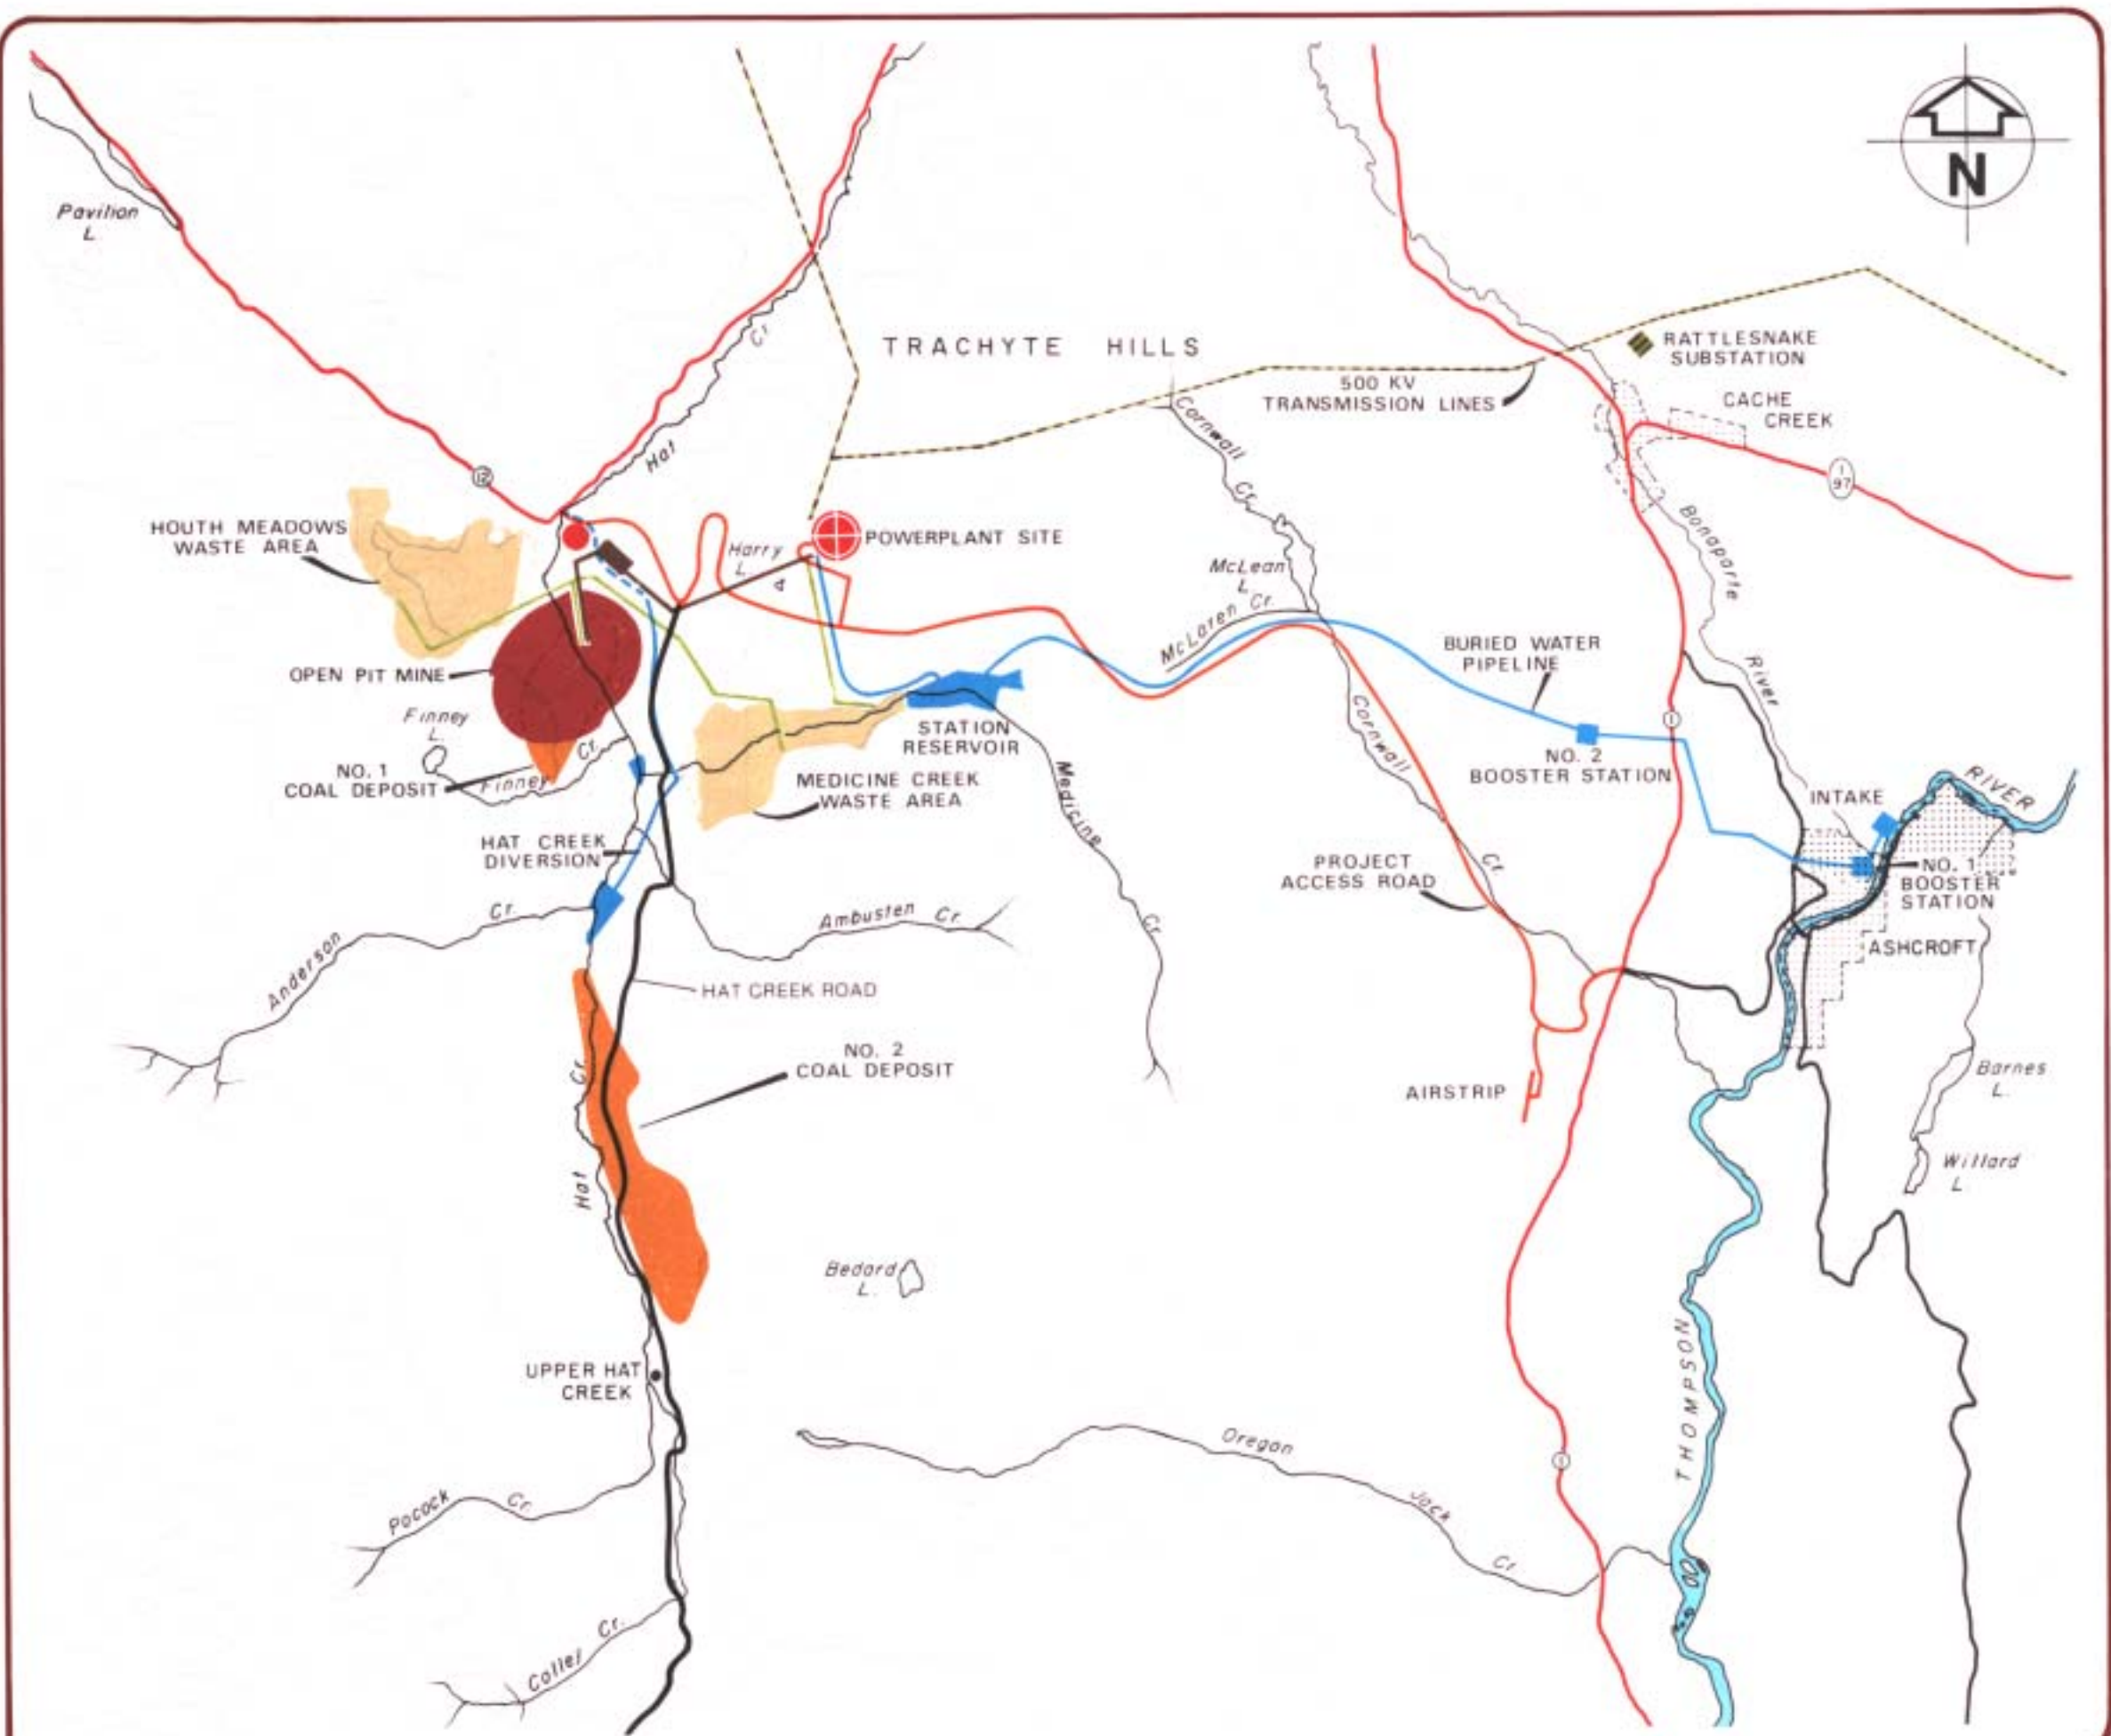 N
Pavilion
L.
TRACHYTE HILLS
Hat
Cr
RATTLESNAKE
SUBSTATION
500 KV
TRANSMISSION LINES
CACHE
CREEK
1
97
12
Cornwall
Cr.
HOUTH MEADOWS
WASTE AREA
POWERPLANT SITE
Harry
L.
McLean
L.
McLaren Cr.
Bonaparte
River
BURIED WATER
PIPELINE
OPEN PIT MINE
Finney
L.
Finney
Cr.
NO. 1
COAL DEPOSIT
STATION
RESERVOIR
MEDICINE CREEK
WASTE AREA
Medicine
Cr.
Cornwall
Cr.
1
NO. 2
BOOSTER STATION
INTAKE
RIVER
HAT CREEK
DIVERSION
PROJECT
ACCESS ROAD
NO. 1
BOOSTER
STATION
ASHCROFT
Anderson
Cr.
Ambusten Cr.
HAT CREEK ROAD
NO. 2
COAL DEPOSIT
Hat
Cr.
AIRSTRIP
Barnes
L.
Willard
L
Bedard
L.
THOMPSON
UPPER HAT
CREEK
Oregon
Jack
Cr
Pocock
Cr.
Colley
Cr.